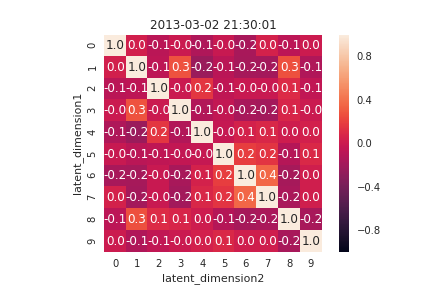 2013-03-02 21:30:01
latent_dimension1
0 1.0 0.0 -0.1 -0.0 -0.1 -0.0 -0.2 0.0 -0.1 0.0
1 0.0 1.0 -0.1 0.3 -0.2 -0.1 -0.2 -0.2 0.3 -0.1
2 -0.1 -0.1 1.0 -0.0 0.2 -0.1 -0.0 -0.0 0.1 -0.1
3 -0.0 0.3 -0.0 1.0 -0.1 -0.0 -0.2 -0.2 0.1 -0.0
4 -0.1 -0.2 0.2 -0.1 1.0 -0.0 0.1 0.1 0.0 0.0
5 -0.0 -0.1 -0.1 -0.0 -0.0 1.0 0.2 0.2 -0.1 0.1
6 -0.2 -0.2 -0.0 -0.2 0.1 0.2 1.0 0.4 -0.2 0.0
7 0.0 -0.2 -0.0 -0.2 0.1 0.2 0.4 1.0 -0.2 0.0
8 -0.1 0.3 0.1 0.1 0.0 -0.1 -0.2 -0.2 1.0 -0.2
9 0.0 -0.1 -0.1 -0.0 0.0 0.1 0.0 0.0 -0.2 1.0
0 1 2 3 4 5 6 7 8 9
latent_dimension2
0.8
0.4
0.0
−0.4
−0.8